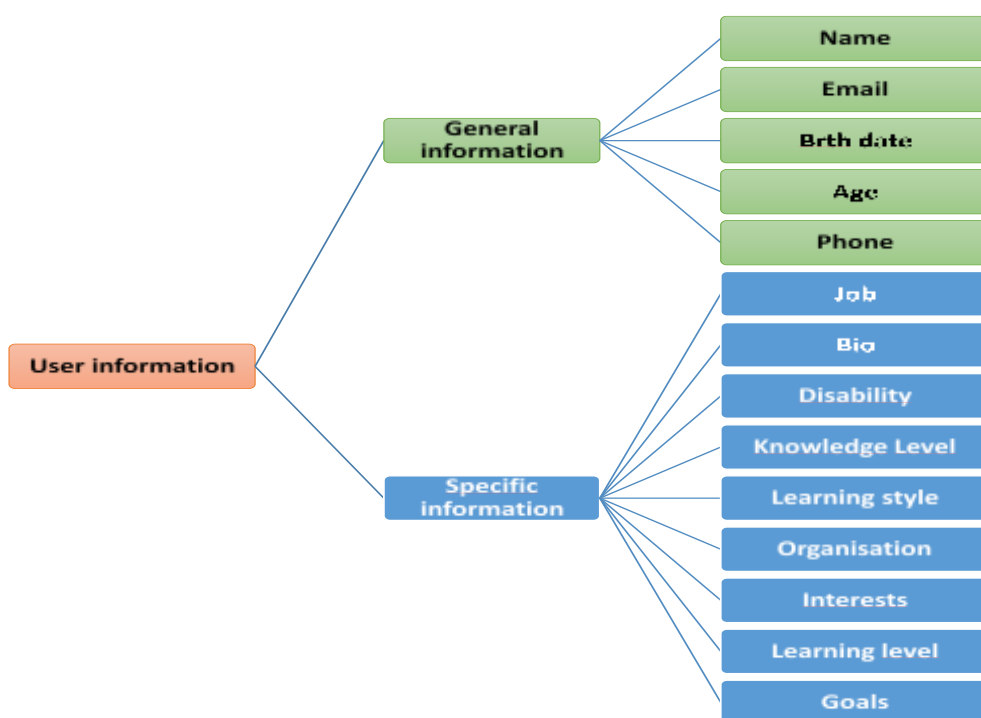 Name
Email
General
information
Brth date
Age
Phone
Job
Bio
User information
Disability
Knowledge Level
Specific
information
Learning style
Organisation
Interests
Learning level
Goals